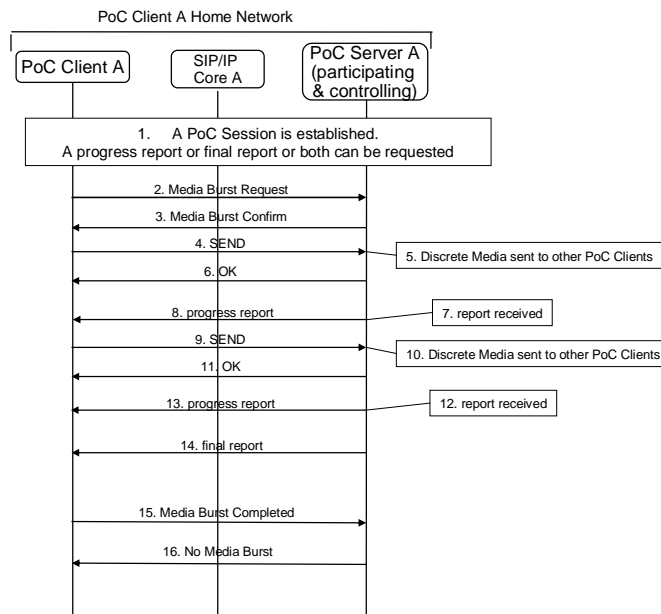 PoC Client A Home Network
PoC Client A
SIP/IP
Core A
PoC Server A
(participating
& controlling)
1. A PoC Session is established.
A progress report or final report or both can be requested
2. Media Burst Request
3. Media Burst Confirm
4. SEND
5. Discrete Media sent to other PoC Clients
6. OK
7. report received
8. progress report
9. SEND
10. Discrete Media sent to other PoC Clients
11. OK
12. report received
13. progress report
14. final report
15. Media Burst Completed
16. No Media Burst